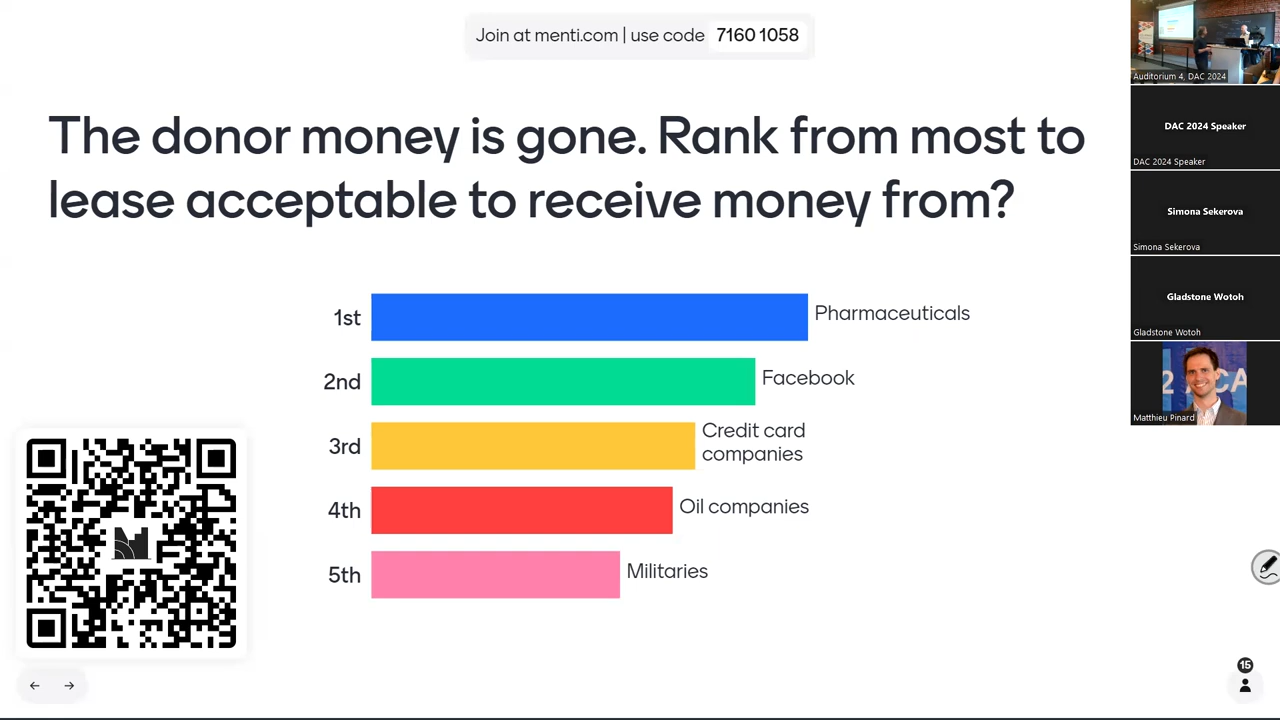 Join at menti.com | use code 7160 1058
The donor money is gone. Rank from most to
lease acceptable to receive money from?
1st
Pharmaceuticals
2nd
Facebook
3rd
Credit card
companies
4th
Oil companies
5th
Militaries
15
Auditorium 4, DAC 2024
DAC 2024 Speaker
DAC 2024 Speaker
Simona Sekerova
Simona Sekerova
Gladstone Wotoh
Gladstone Wotoh
Matthieu Pinard